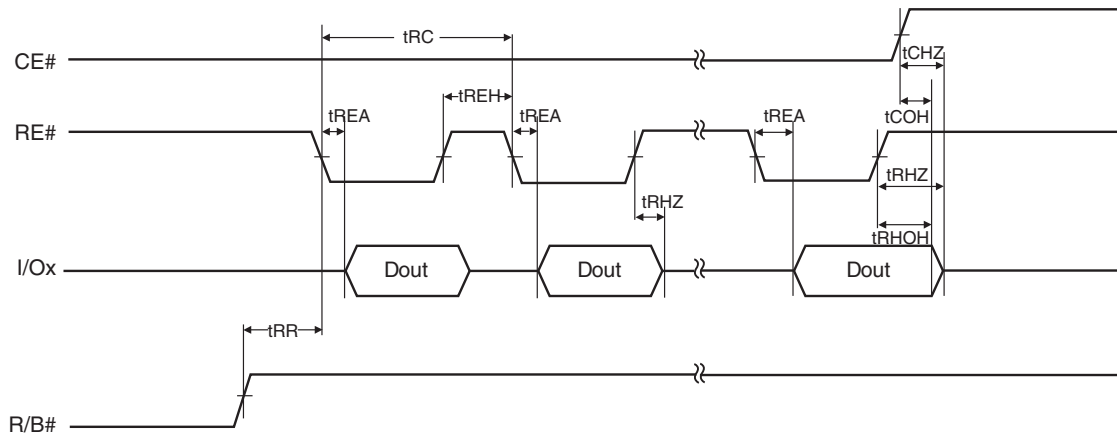 tRC
tCHZ
CE#
tREH
tREA
tREA
tREA
tCOH
RE#
tRHZ
tRHZ
tRHOH
I/Ox
Dout
Dout
Dout
tRR
R/B#